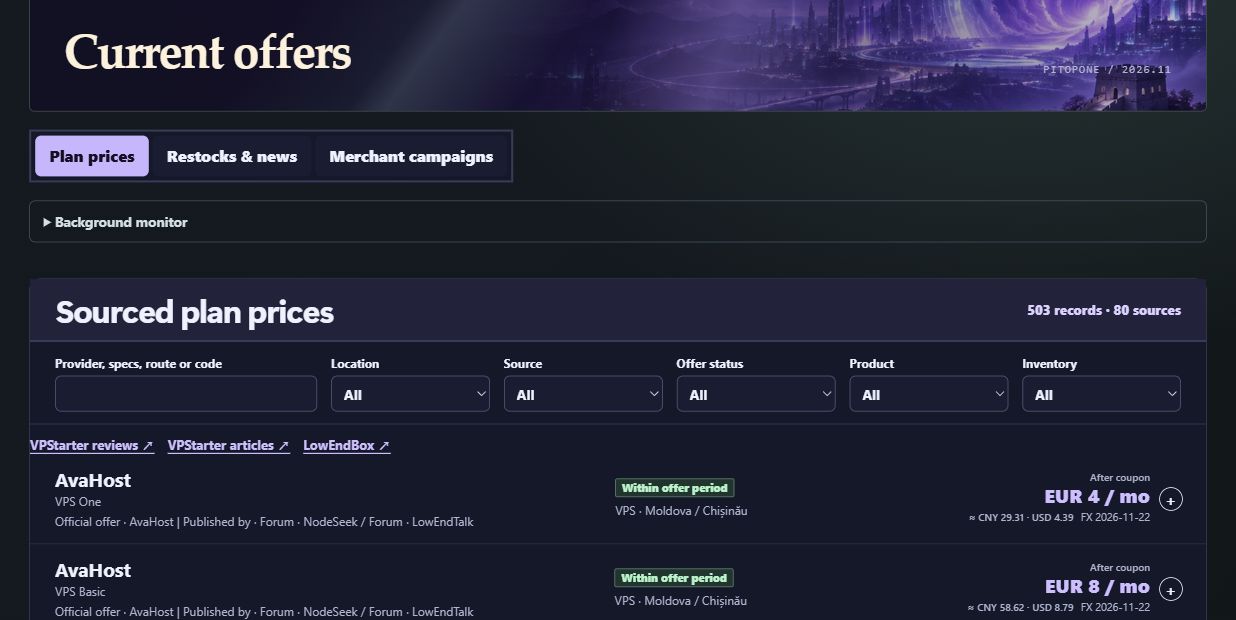 Current offers
PITOPONE / 2026.11
Plan prices Restocks & news Merchant campaigns
▶ Background monitor
Sourced plan prices 503 records • 80 sources
Provider, specs, route or code Location Source Offer status Product Inventory
All All All All All
VPStarter reviews ↗ VPStarter articles ↗ LowEndBox ↗
AvaHost
VPS One
Official offer · AvaHost | Published by · Forum · NodeSeek / Forum · LowEndTalk
Within offer period
VPS · Moldova / Chișinău
After coupon
EUR 4 / mo
≈ CNY 29.31 · USD 4.39 FX 2026-11-22
+
AvaHost
VPS Basic
Official offer · AvaHost | Published by · Forum · NodeSeek / Forum · LowEndTalk
Within offer period
VPS · Moldova / Chișinău
After coupon
EUR 8 / mo
≈ CNY 58.62 · USD 8.79 FX 2026-11-22
+